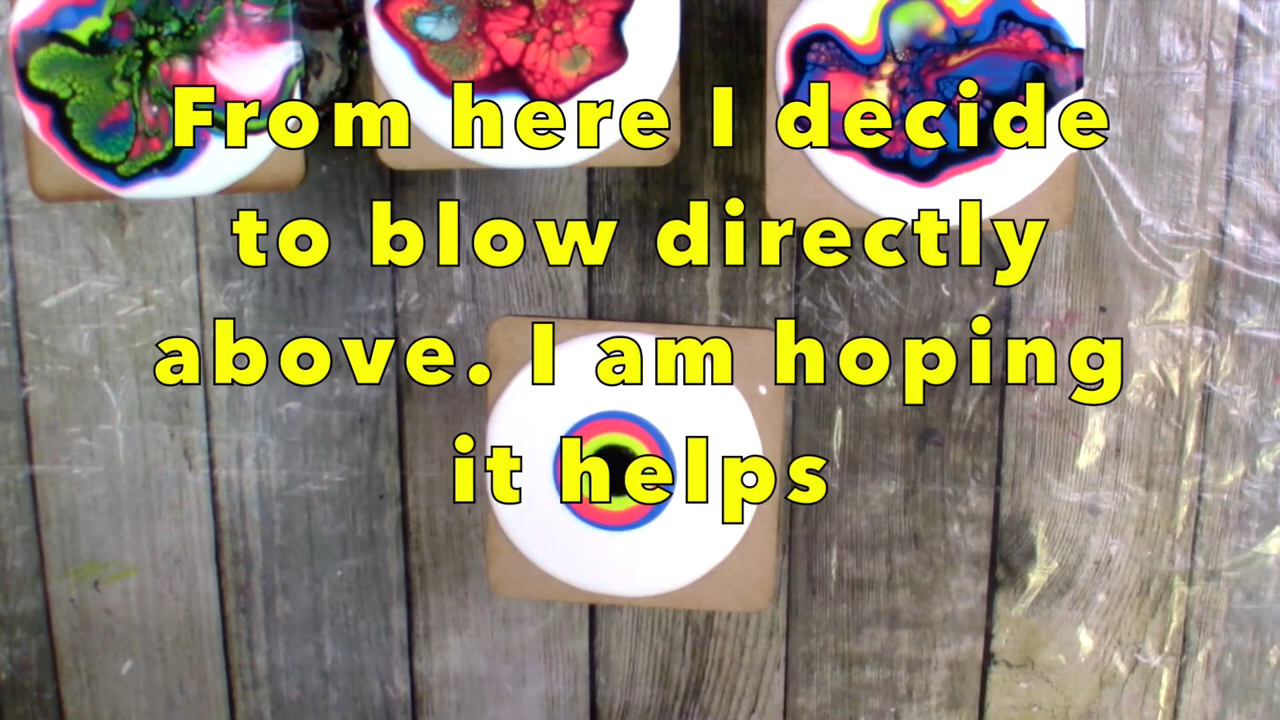 From here I decide
to blow directly
above. I am hoping
it helps